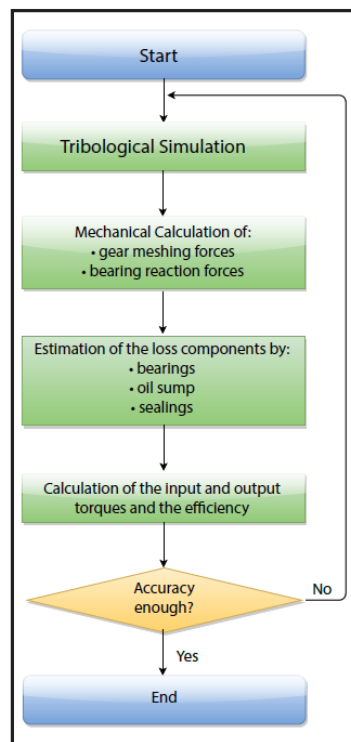 Start
Tribological Simulation
Mechanical Calculation of:
• gear meshing forces
• bearing reaction forces
Estimation of the loss components by:
• bearings
• oil sump
• sealings
Calculation of the input and output
torques and the efficiency
Accuracy
enough?
No
Yes
End